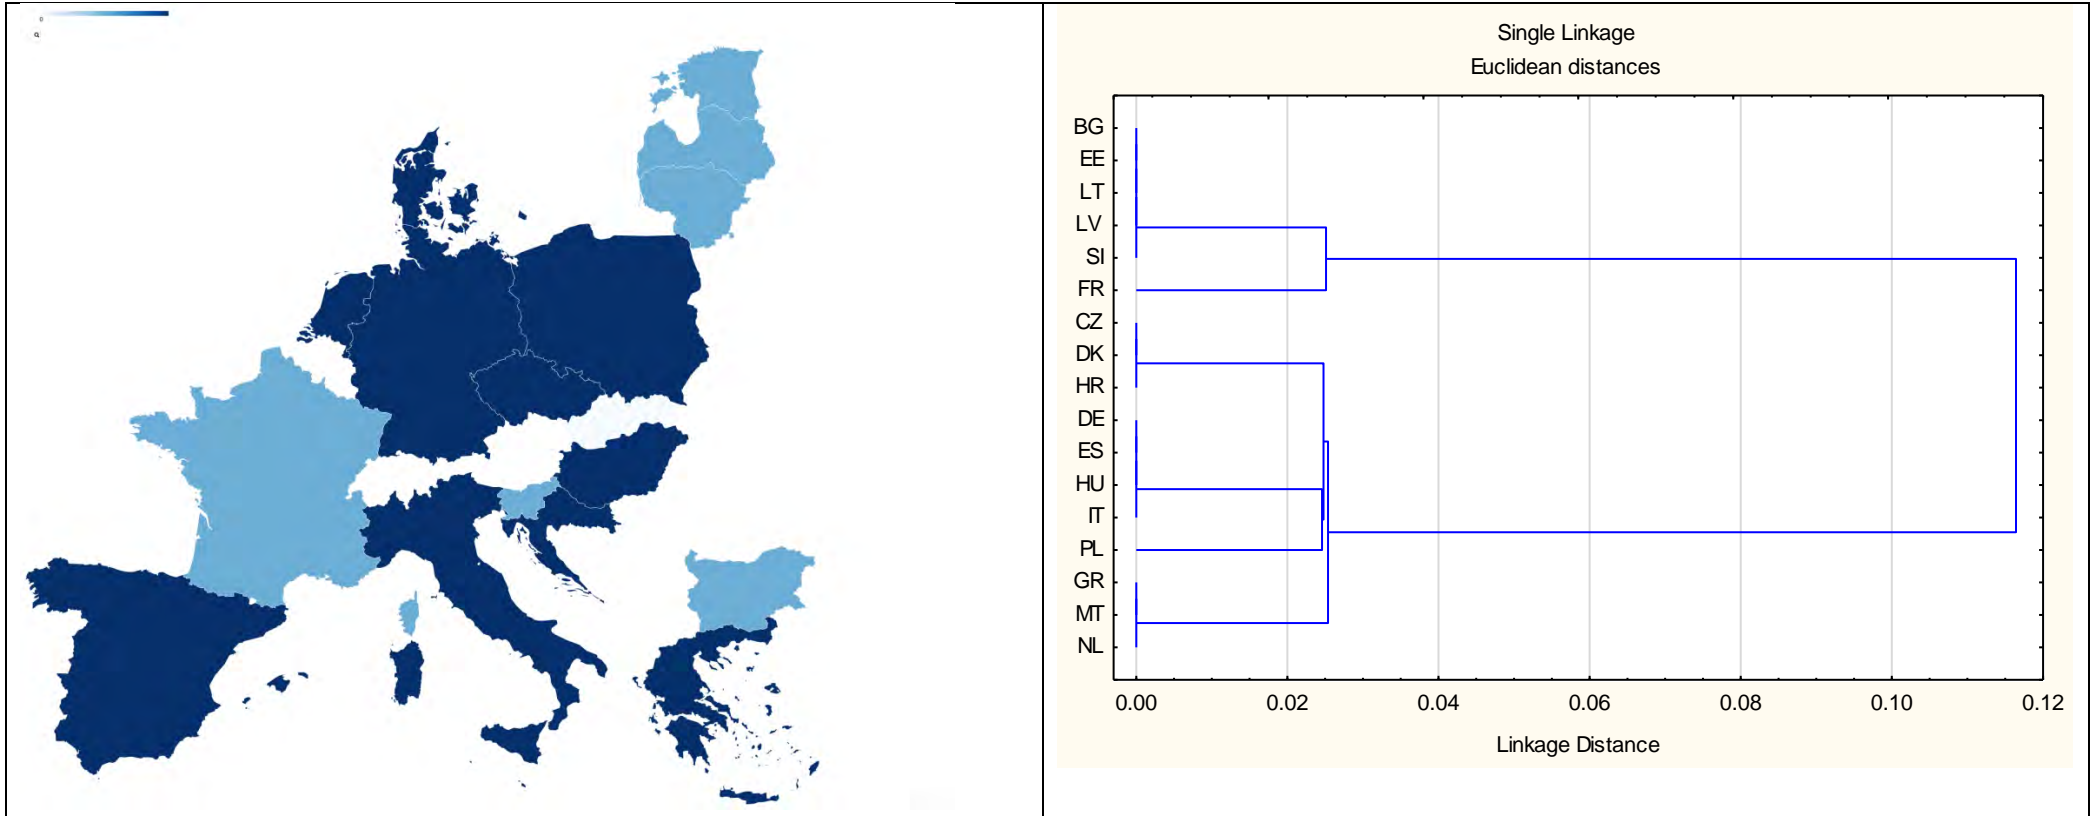 0
Single Linkage
Euclidean distances
BG
EE
LT
LV
SI
FR
CZ
DK
HR
DE
ES
HU
IT
PL
GR
MT
NL
0.00 0.02 0.04 0.06 0.08 0.10 0.12
Linkage Distance